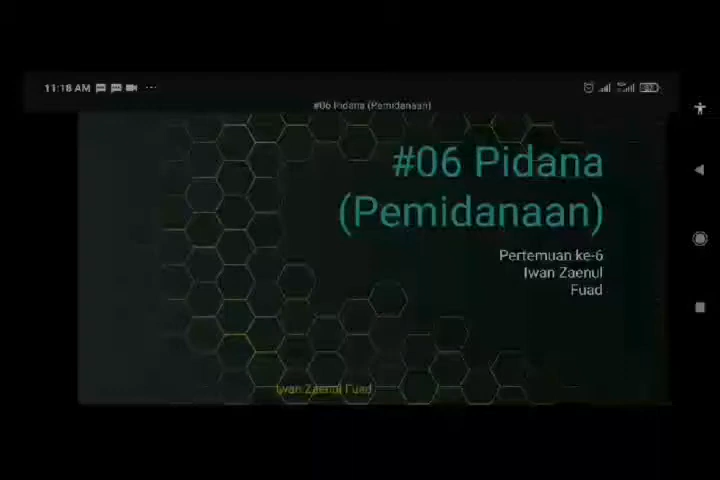 11:18 AM
#06 Pidana (Pemidanaan)
#06 Pidana
(Pemidanaan)
Pertemuan ke-6
Iwan Zaenul
Fuad
Iwan Zaenul Fuad